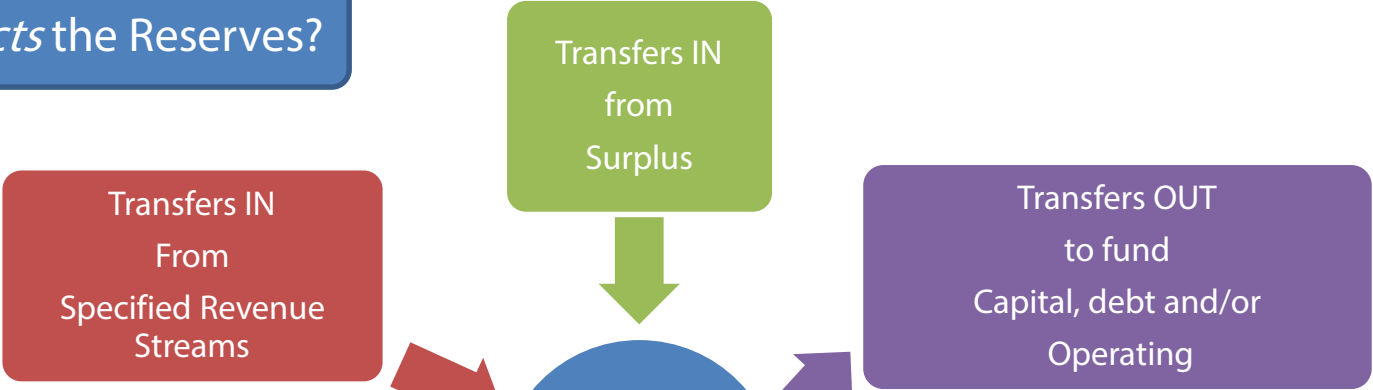 the Reserves?
Transfers IN
from
Surplus
Transfers IN
From
Specified Revenue
Streams
Transfers OUT
to fund
Capital, debt and/or
Operating